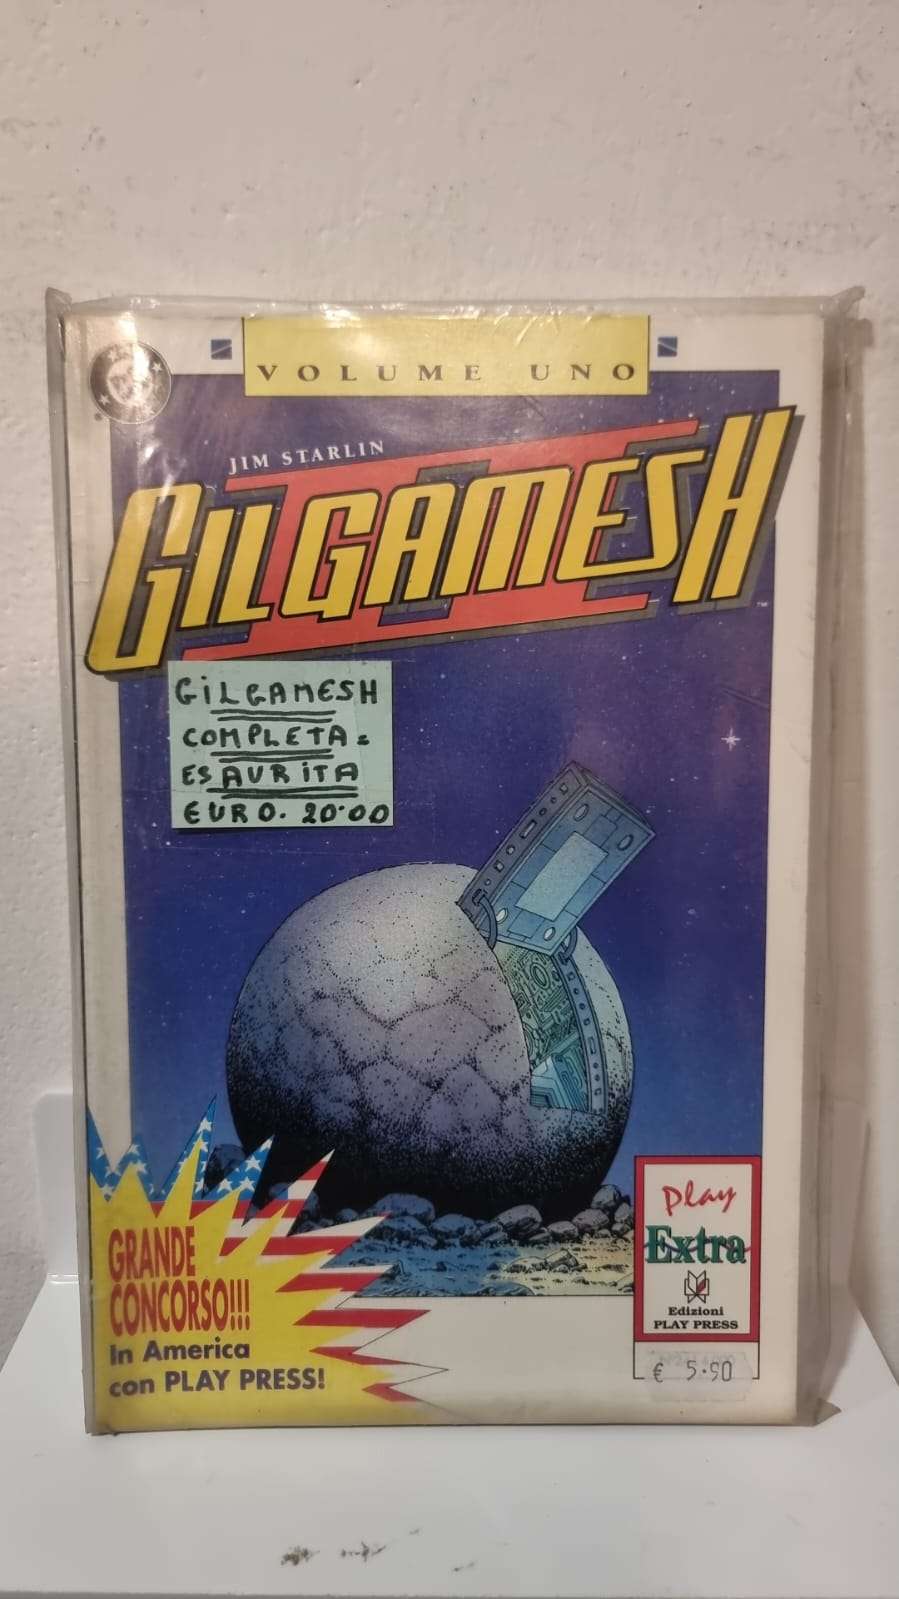 VOLUME UNO
JIM STARLIN
GILGAMESH
II
TM
GILGAMESH
COMPLETA.
ESAURITA
EURO. 20.00
GRANDE
CONCORSO!!!
In America
con PLAY PRESS!
Play
Extra
Edizioni
PLAY PRESS
€ 5.90